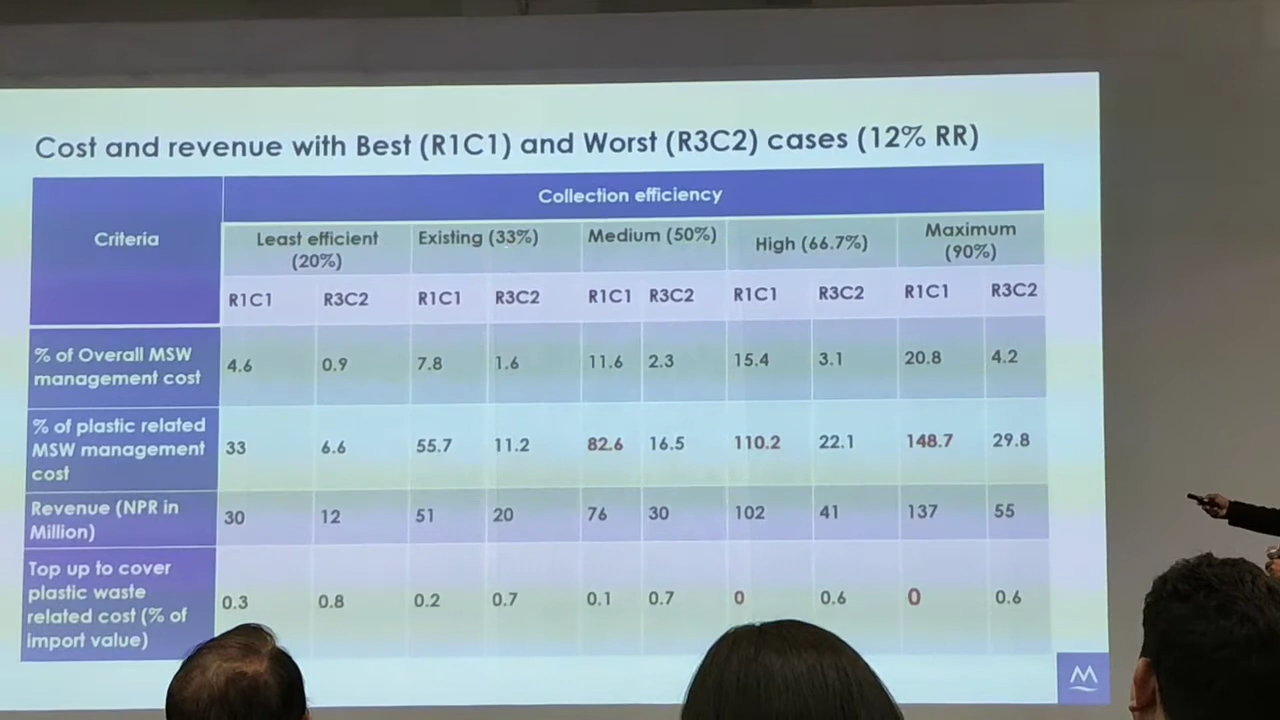 Cost and revenue with Best (R1C1) and Worst (R3C2) cases (12% RR)
Criteria
Collection efficiency
Least efficient (20%)
Existing (33%)
Medium (50%)
High (66.7%)
Maximum (90%)
R1C1 R3C2 R1C1 R3C2 R1C1 R3C2 R1C1 R3C2 R1C1 R3C2
% of Overall MSW management cost 4.6 0.9 7.8 1.6 11.6 2.3 15.4 3.1 20.8 4.2
% of plastic related MSW management cost 33 6.6 55.7 11.2 82.6 16.5 110.2 22.1 148.7 29.8
Revenue (NPR in Million) 30 12 51 20 76 30 102 41 137 55
Top up to cover plastic waste related cost (% of import value) 0.3 0.8 0.2 0.7 0.1 0.7 0 0.6 0 0.6